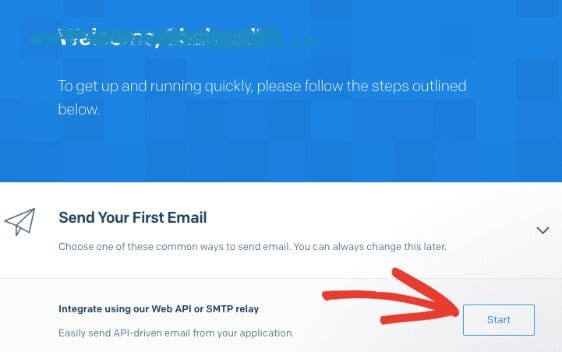 Welcome,
To get up and running quickly, please follow the steps outlined
below.
Send Your First Email
Choose one of these common ways to send email. You can always change this later.
Integrate using our Web API or SMTP relay
Easily send API-driven email from your application.
Start